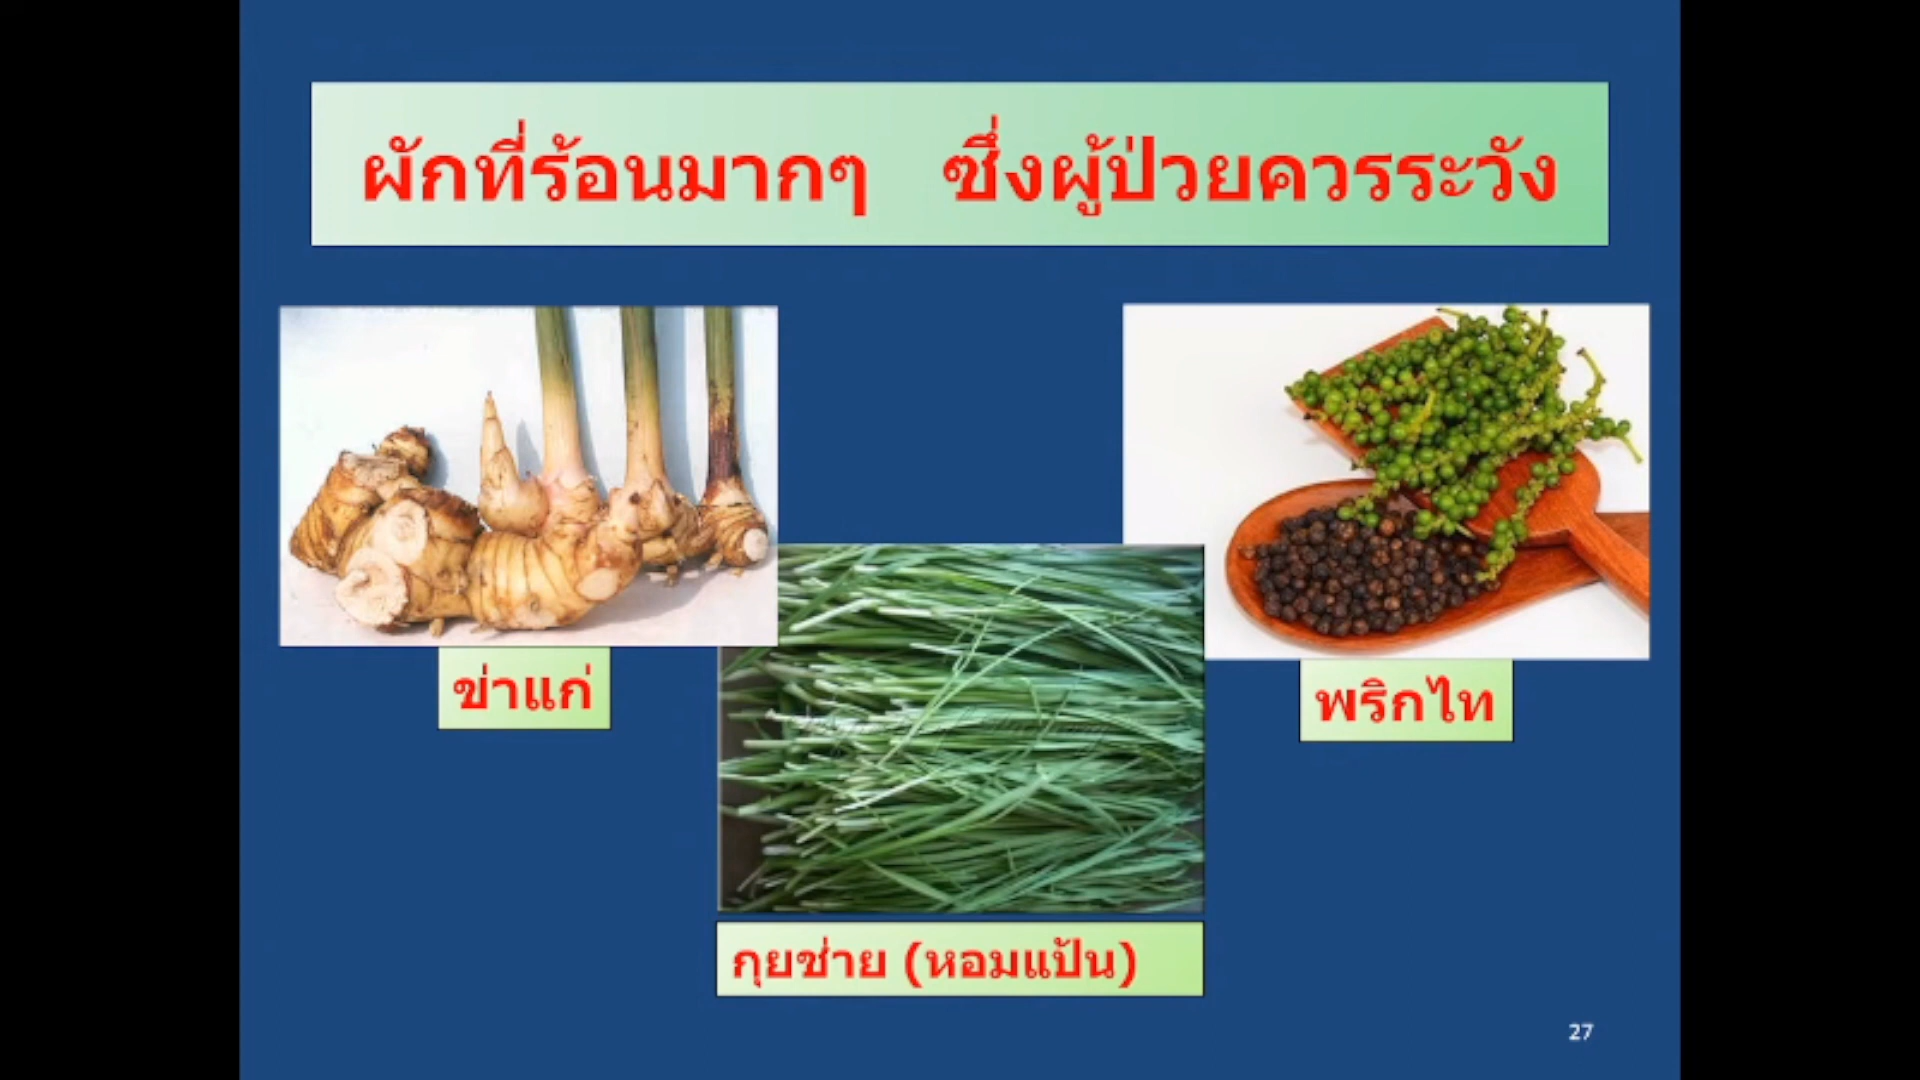 ผักที่ร้อนมากๆ ซึ่งผู้ป่วยควรระวัง
ข่าแก่
พริกไท
กุยช่าย (หอมแป้น)
27